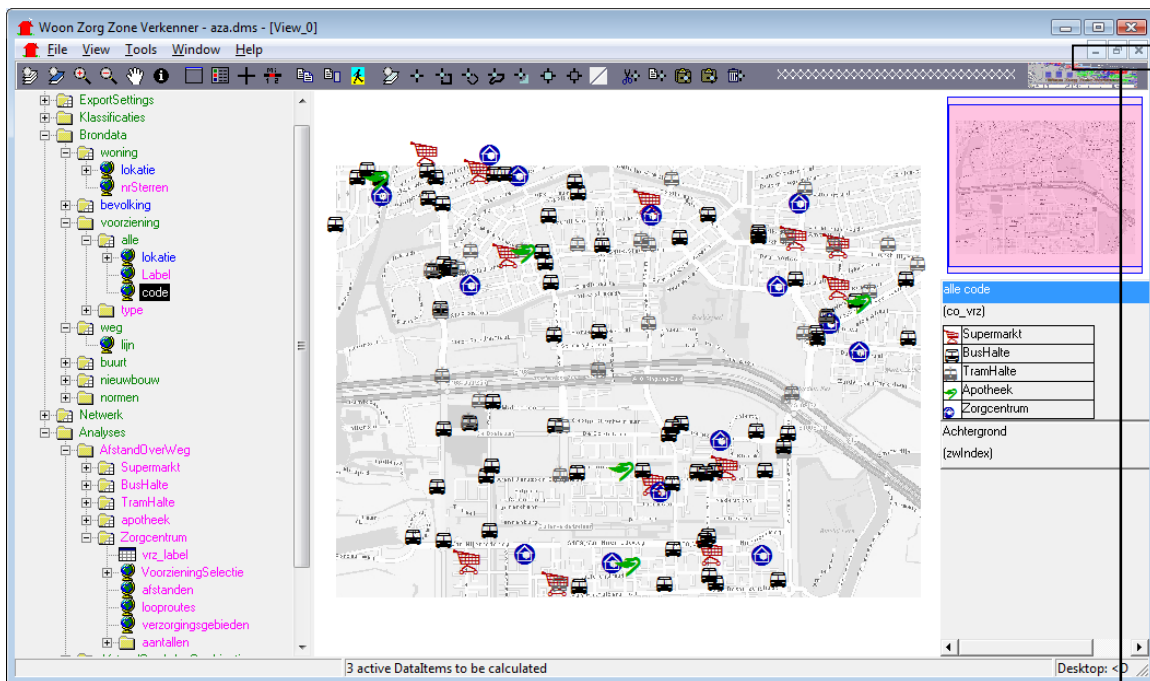 Woon Zorg Zone Verkenner - aza.dms - [View_0]
File View Tools Window Help
ExportSettings
Klassificaties
Brondata
woning
lokatie
nrSterren
bevolking
voorziening
alle
lokatie
Label
code
type
weg
lijn
buurt
nieuwbouw
normen
Netwerk
Analyses
AfstandOverWeg
Supermarkt
BusHalte
TramHalte
apotheek
Zorgcentrum
vrz_label
VoorzieningSelectie
afstanden
looproutes
verzorgingsgebieden
aantallen
alle code
(co_vrz)
Supermarkt
BusHalte
TramHalte
Apotheek
Zorgcentrum
Achtergrond
(zwIndex)
3 active DataItems to be calculated
Desktop: <D